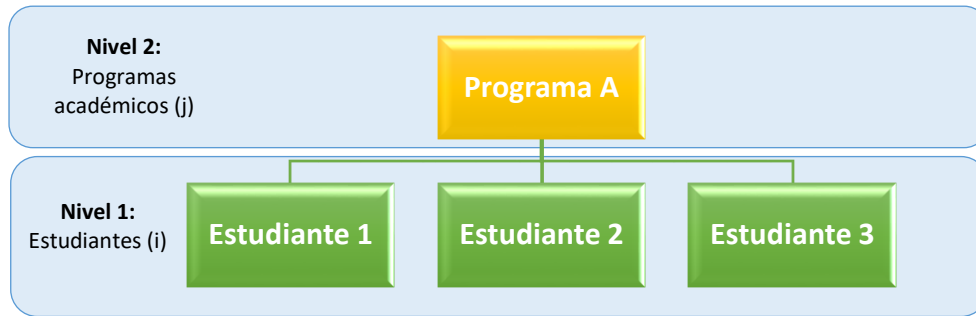 Nivel 2:
Programas
académicos (j)
Programa A
Nivel 1:
Estudiantes (i)
Estudiante 1
Estudiante 2
Estudiante 3